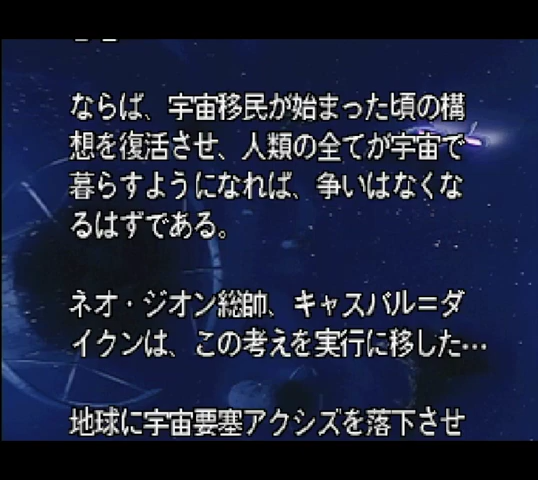 ならば、宇宙移民が始まった頃の構
想を復活させ、人類の全てが宇宙で
暮らすようになれば、争いはなくな
るはずである。
ネオ・ジオン総帥、キャスバル＝ダ
イクンは、この考えを実行に移した…
地球に宇宙要塞アクシズを落下させ